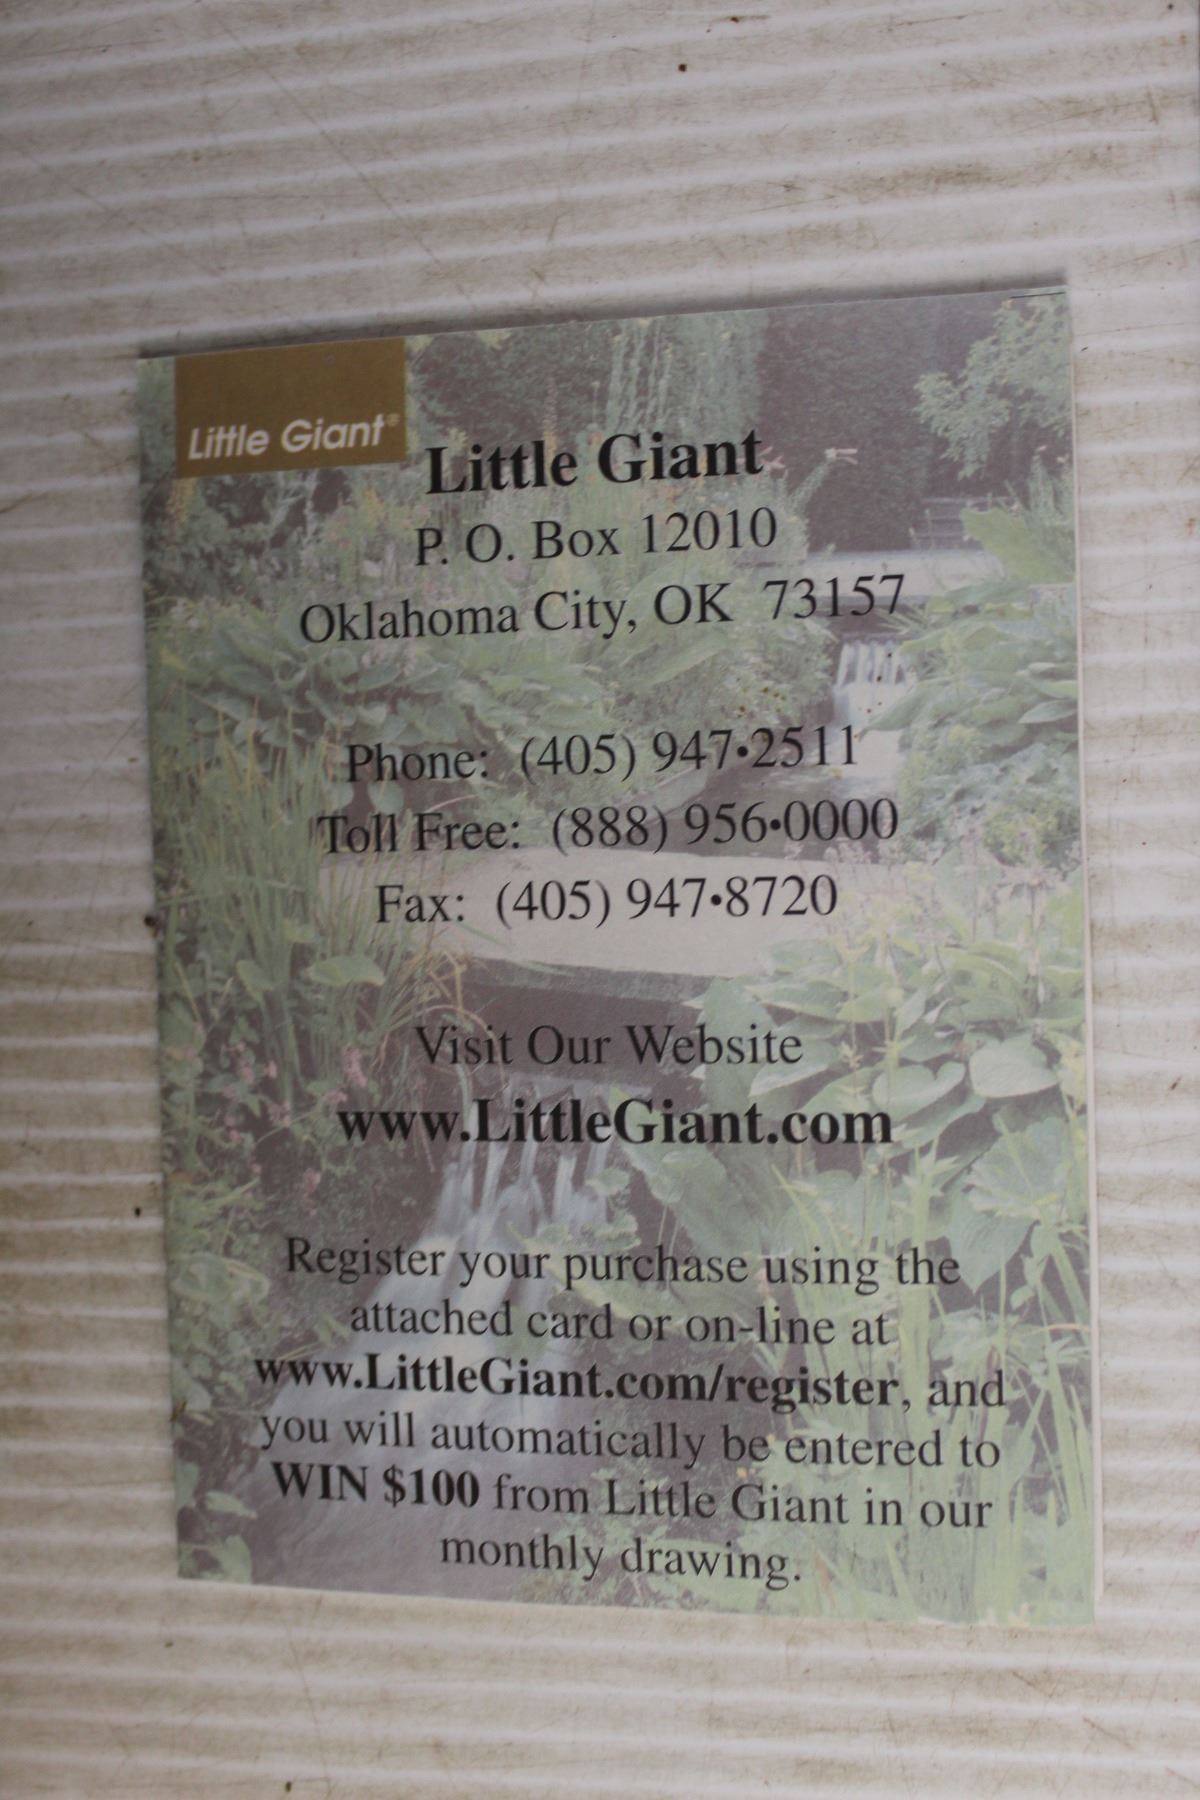 Little Giant®
Little Giant
P. O. Box 12010
Oklahoma City, OK 73157
Phone: (405) 947•2511
Toll Free: (888) 956•0000
Fax: (405) 947•8720
Visit Our Website
www.LittleGiant.com
Register your purchase using the
attached card or on-line at
www.LittleGiant.com/register, and
you will automatically be entered to
WIN $100 from Little Giant in our
monthly drawing.